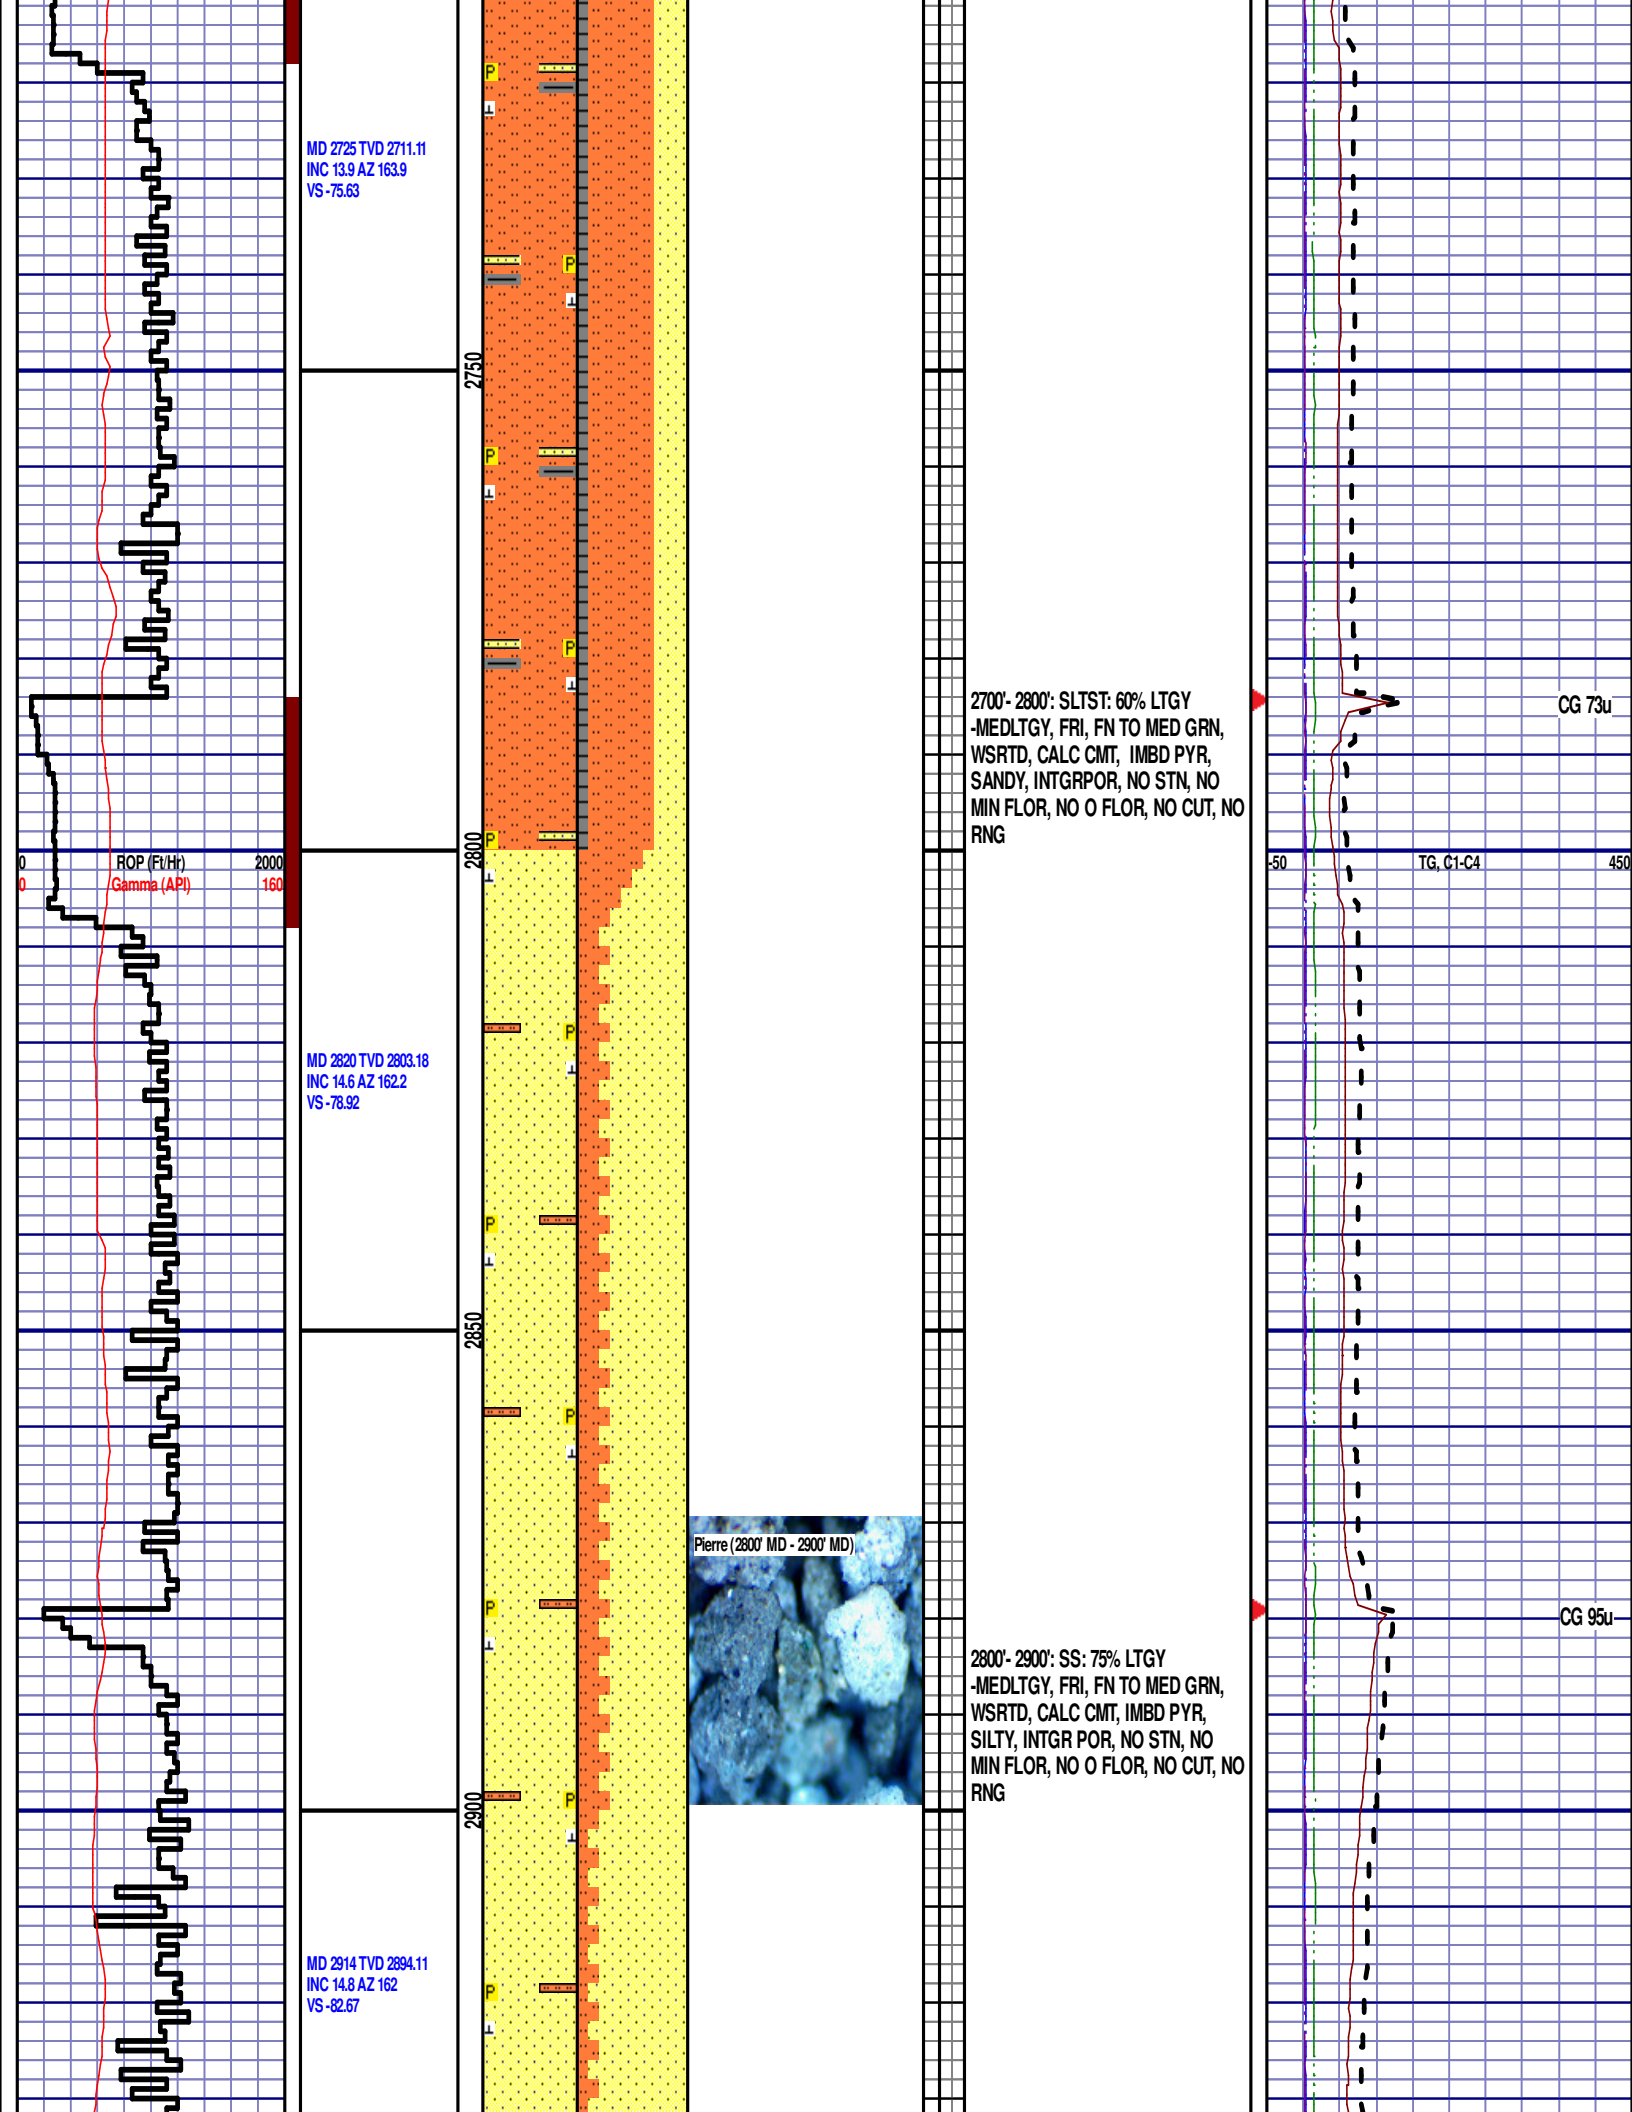 MD 2725 TVD 2711.11
INC 13.9 AZ 163.9
VS -75.63
2750
2700'- 2800': SLTST: 60% LTGY
-MEDLTGY, FRI, FN TO MED GRN,
WSRTD, CALC CMT, IMBD PYR,
SANDY, INTGRPOR, NO STN, NO
MIN FLOR, NO O FLOR, NO CUT, NO
RNG
CG 73u
2800
0 ROP (Ft/Hr) 2000
0 Gamma (API) 160
-50 TG, C1-C4 450
MD 2820 TVD 2803.18
INC 14.6 AZ 162.2
VS -78.92
2850
Pierre (2800' MD - 2900' MD)
CG 95u
2800'- 2900': SS: 75% LTGY
-MEDLTGY, FRI, FN TO MED GRN,
WSRTD, CALC CMT, IMBD PYR,
SILTY, INTGR POR, NO STN, NO
MIN FLOR, NO O FLOR, NO CUT, NO
RNG
2900
MD 2914 TVD 2894.11
INC 14.8 AZ 162
VS -82.67
P
P
P
P
P
P
P
P
P
P
P